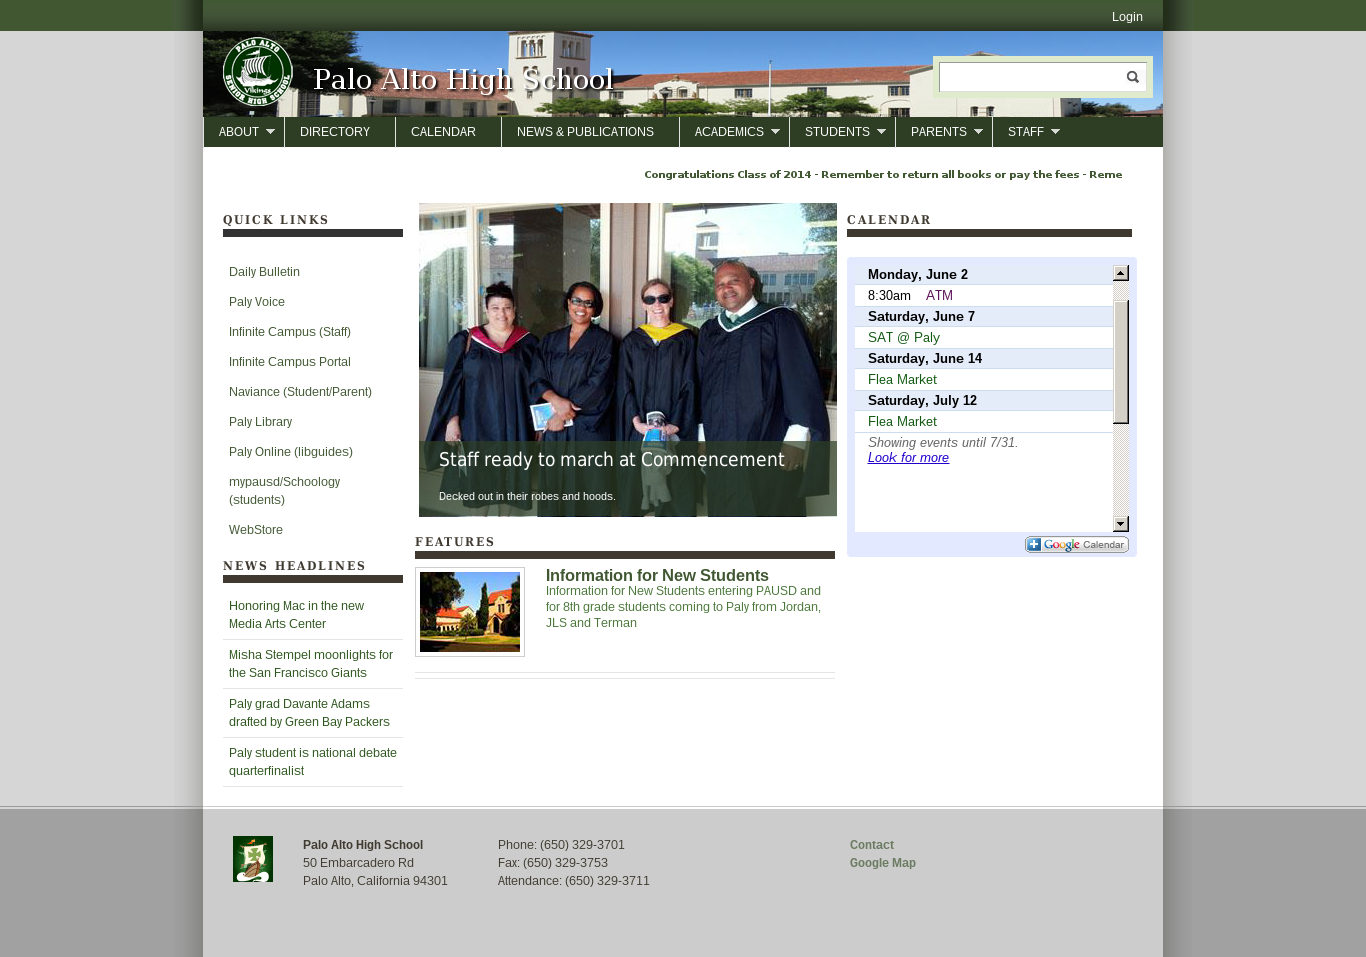 Login
PALO ALTO
Vikings
SENIOR HIGH SCHOOL
Palo Alto High School
ABOUT DIRECTORY CALENDAR NEWS & PUBLICATIONS ACADEMICS STUDENTS PARENTS STAFF
Congratulations Class of 2014 - Remember to return all books or pay the fees - Reme
QUICK LINKS
Daily Bulletin
Paly Voice
Infinite Campus (Staff)
Infinite Campus Portal
Naviance (Student/Parent)
Paly Library
Paly Online (libguides)
mypausd/Schoology
(students)
WebStore
NEWS HEADLINES
Honoring Mac in the new
Media Arts Center
Misha Stempel moonlights for
the San Francisco Giants
Paly grad Davante Adams
drafted by Green Bay Packers
Paly student is national debate
quarterfinalist
Staff ready to march at Commencement
Decked out in their robes and hoods.
FEATURES
Information for New Students
Information for New Students entering PAUSD and
for 8th grade students coming to Paly from Jordan,
JLS and Terman
CALENDAR
Monday, June 2
8:30am ATM
Saturday, June 7
SAT @ Paly
Saturday, June 14
Flea Market
Saturday, July 12
Flea Market
Showing events until 7/31.
Look for more
Google Calendar
Palo Alto High School
50 Embarcadero Rd
Palo Alto, California 94301
Phone: (650) 329-3701
Fax: (650) 329-3753
Attendance: (650) 329-3711
Contact
Google Map